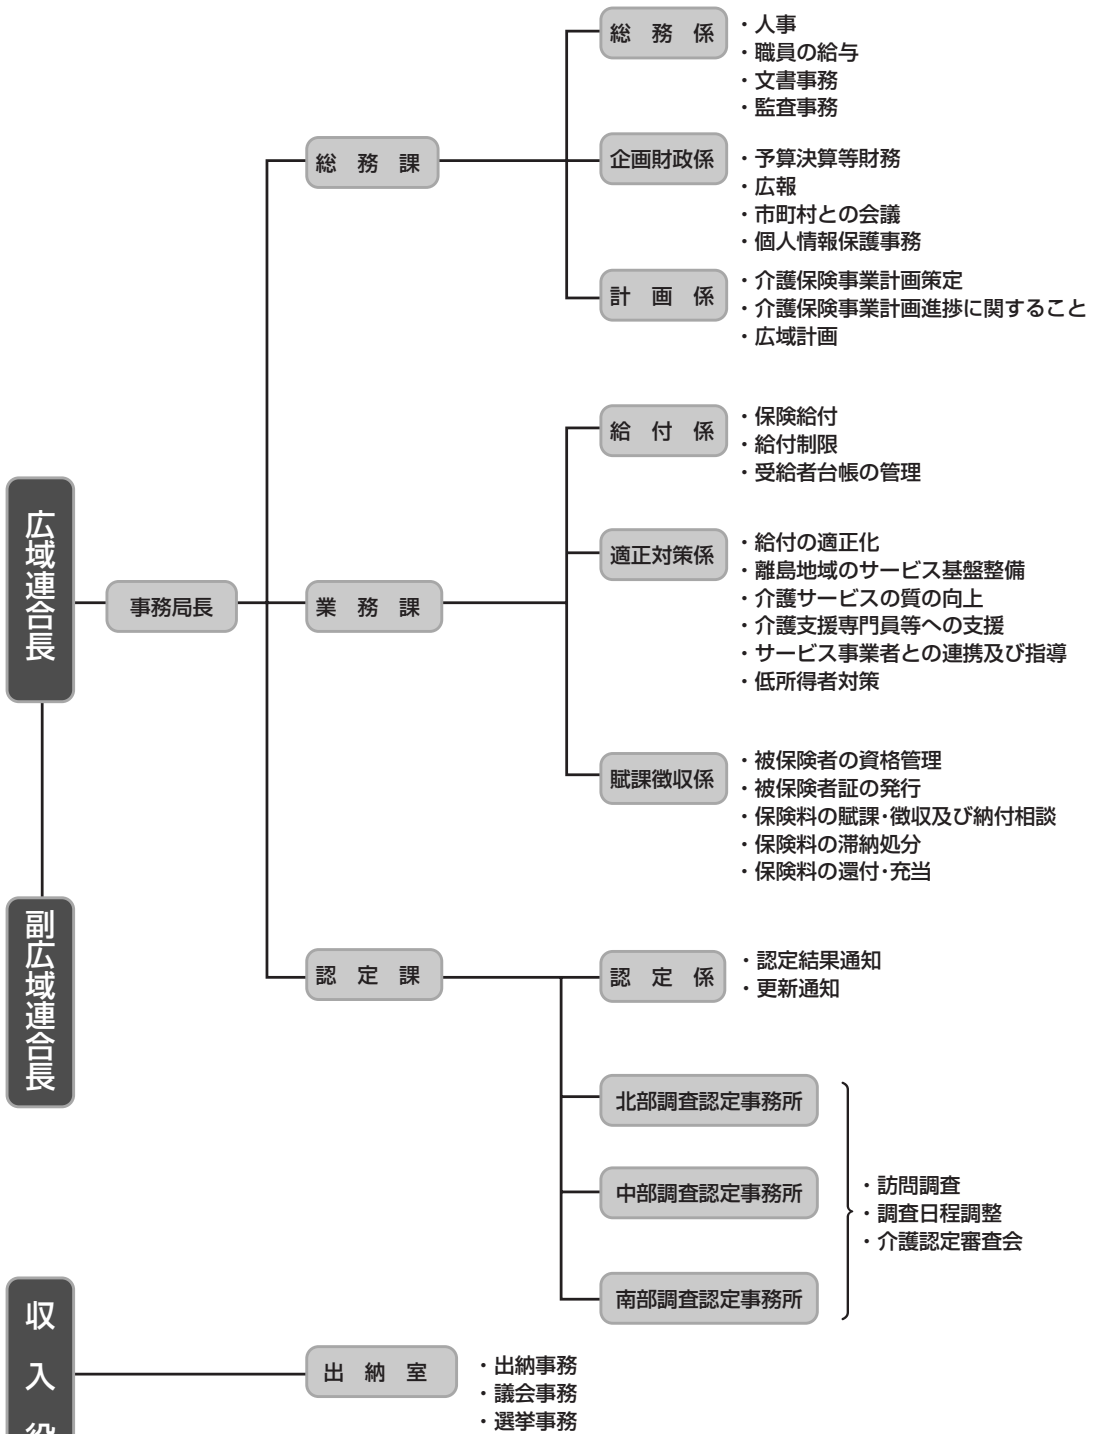 総務係
・人事
・職員の給与
・文書事務
・監査事務
総務課
企画財政係
・予算決算等財務
・広報
・市町村との会議
・個人情報保護事務
計画係
・介護保険事業計画策定
・介護保険事業計画進捗に関すること
・広域計画
給付係
・保険給付
・給付制限
・受給者台帳の管理
広域連合長
事務局長
業務課
適正対策係
・給付の適正化
・離島地域のサービス基盤整備
・介護サービスの質の向上
・介護支援専門員等への支援
・サービス事業者との連携及び指導
・低所得者対策
賦課徴収係
・被保険者の資格管理
・被保険者証の発行
・保険料の賦課・徴収及び納付相談
・保険料の滞納処分
・保険料の還付・充当
副広域連合長
認定課
認定係
・認定結果通知
・更新通知
北部調査認定事務所
中部調査認定事務所
南部調査認定事務所
・訪問調査
・調査日程調整
・介護認定審査会
収入役
出納室
・出納事務
・議会事務
・選挙事務